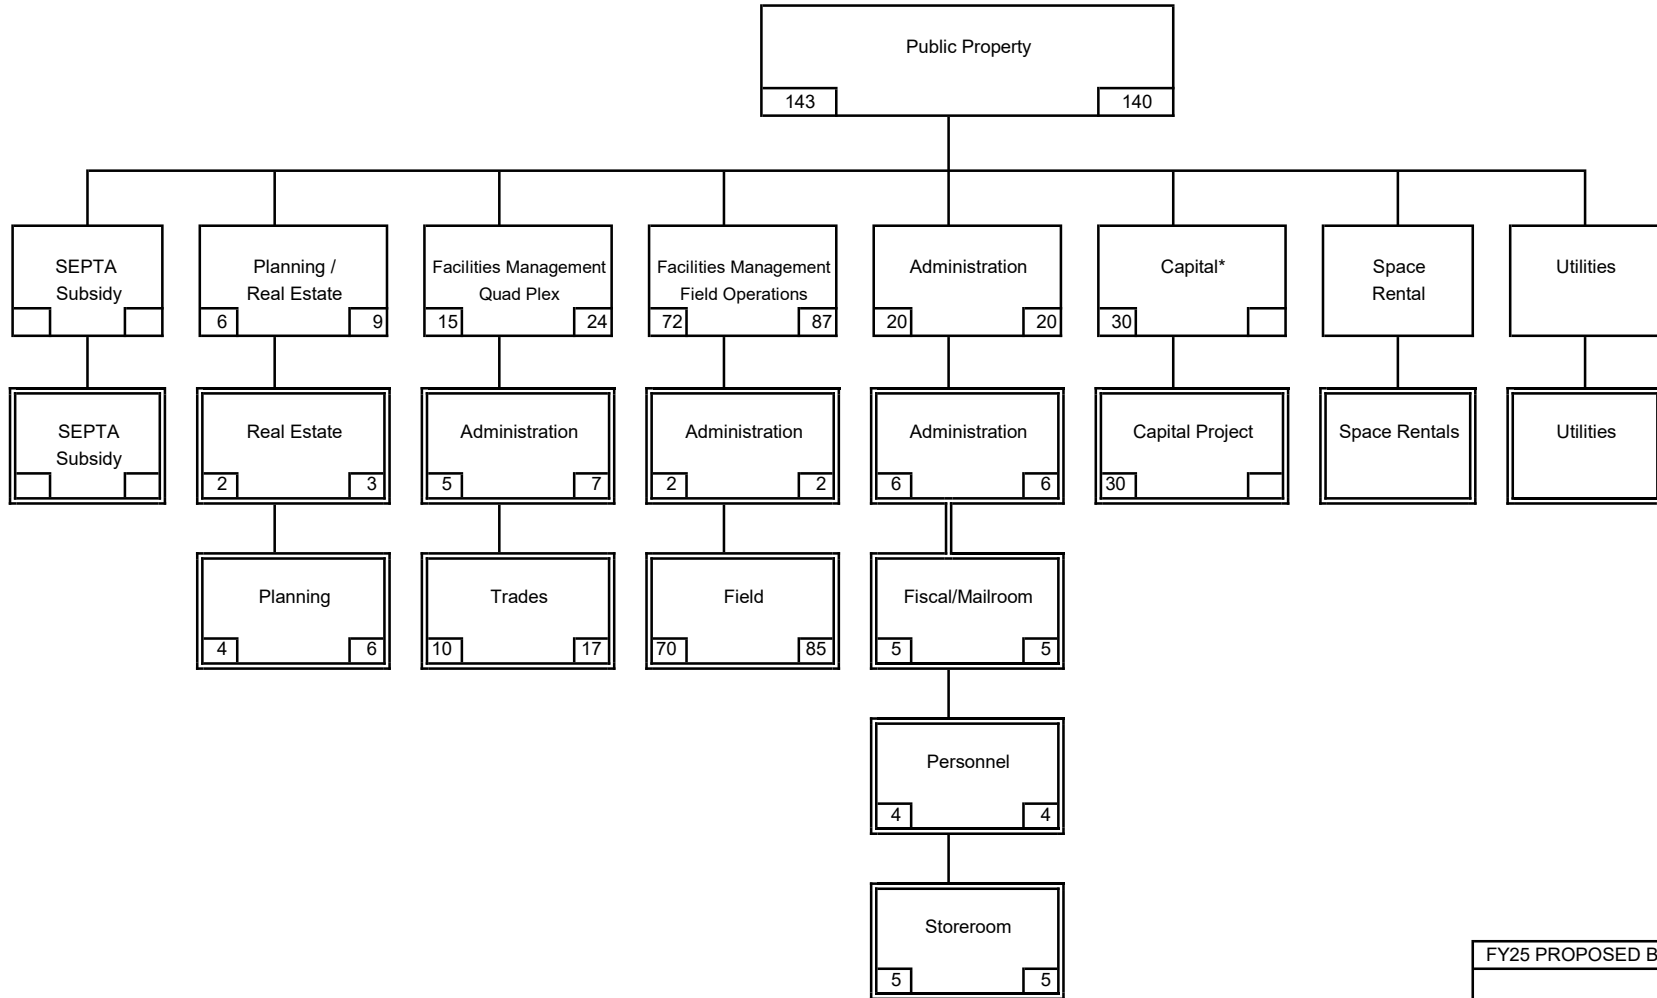 Public Property
143 140
SEPTA
Subsidy
Planning /
Real Estate
6 9
Facilities Management
Quad Plex
15 24
Facilities Management
Field Operations
72 87
Administration
20 20
Capital*
30
Space
Rental
Utilities
SEPTA
Subsidy
Real Estate
2 3
Administration
5 7
Administration
2 2
Administration
6 6
Capital Project
30
Space Rentals
Utilities
Planning
4 6
Trades
10 17
Field
70 85
Fiscal/Mailroom
5 5
Personnel
4 4
Storeroom
5 5
FY25 PROPOSED B